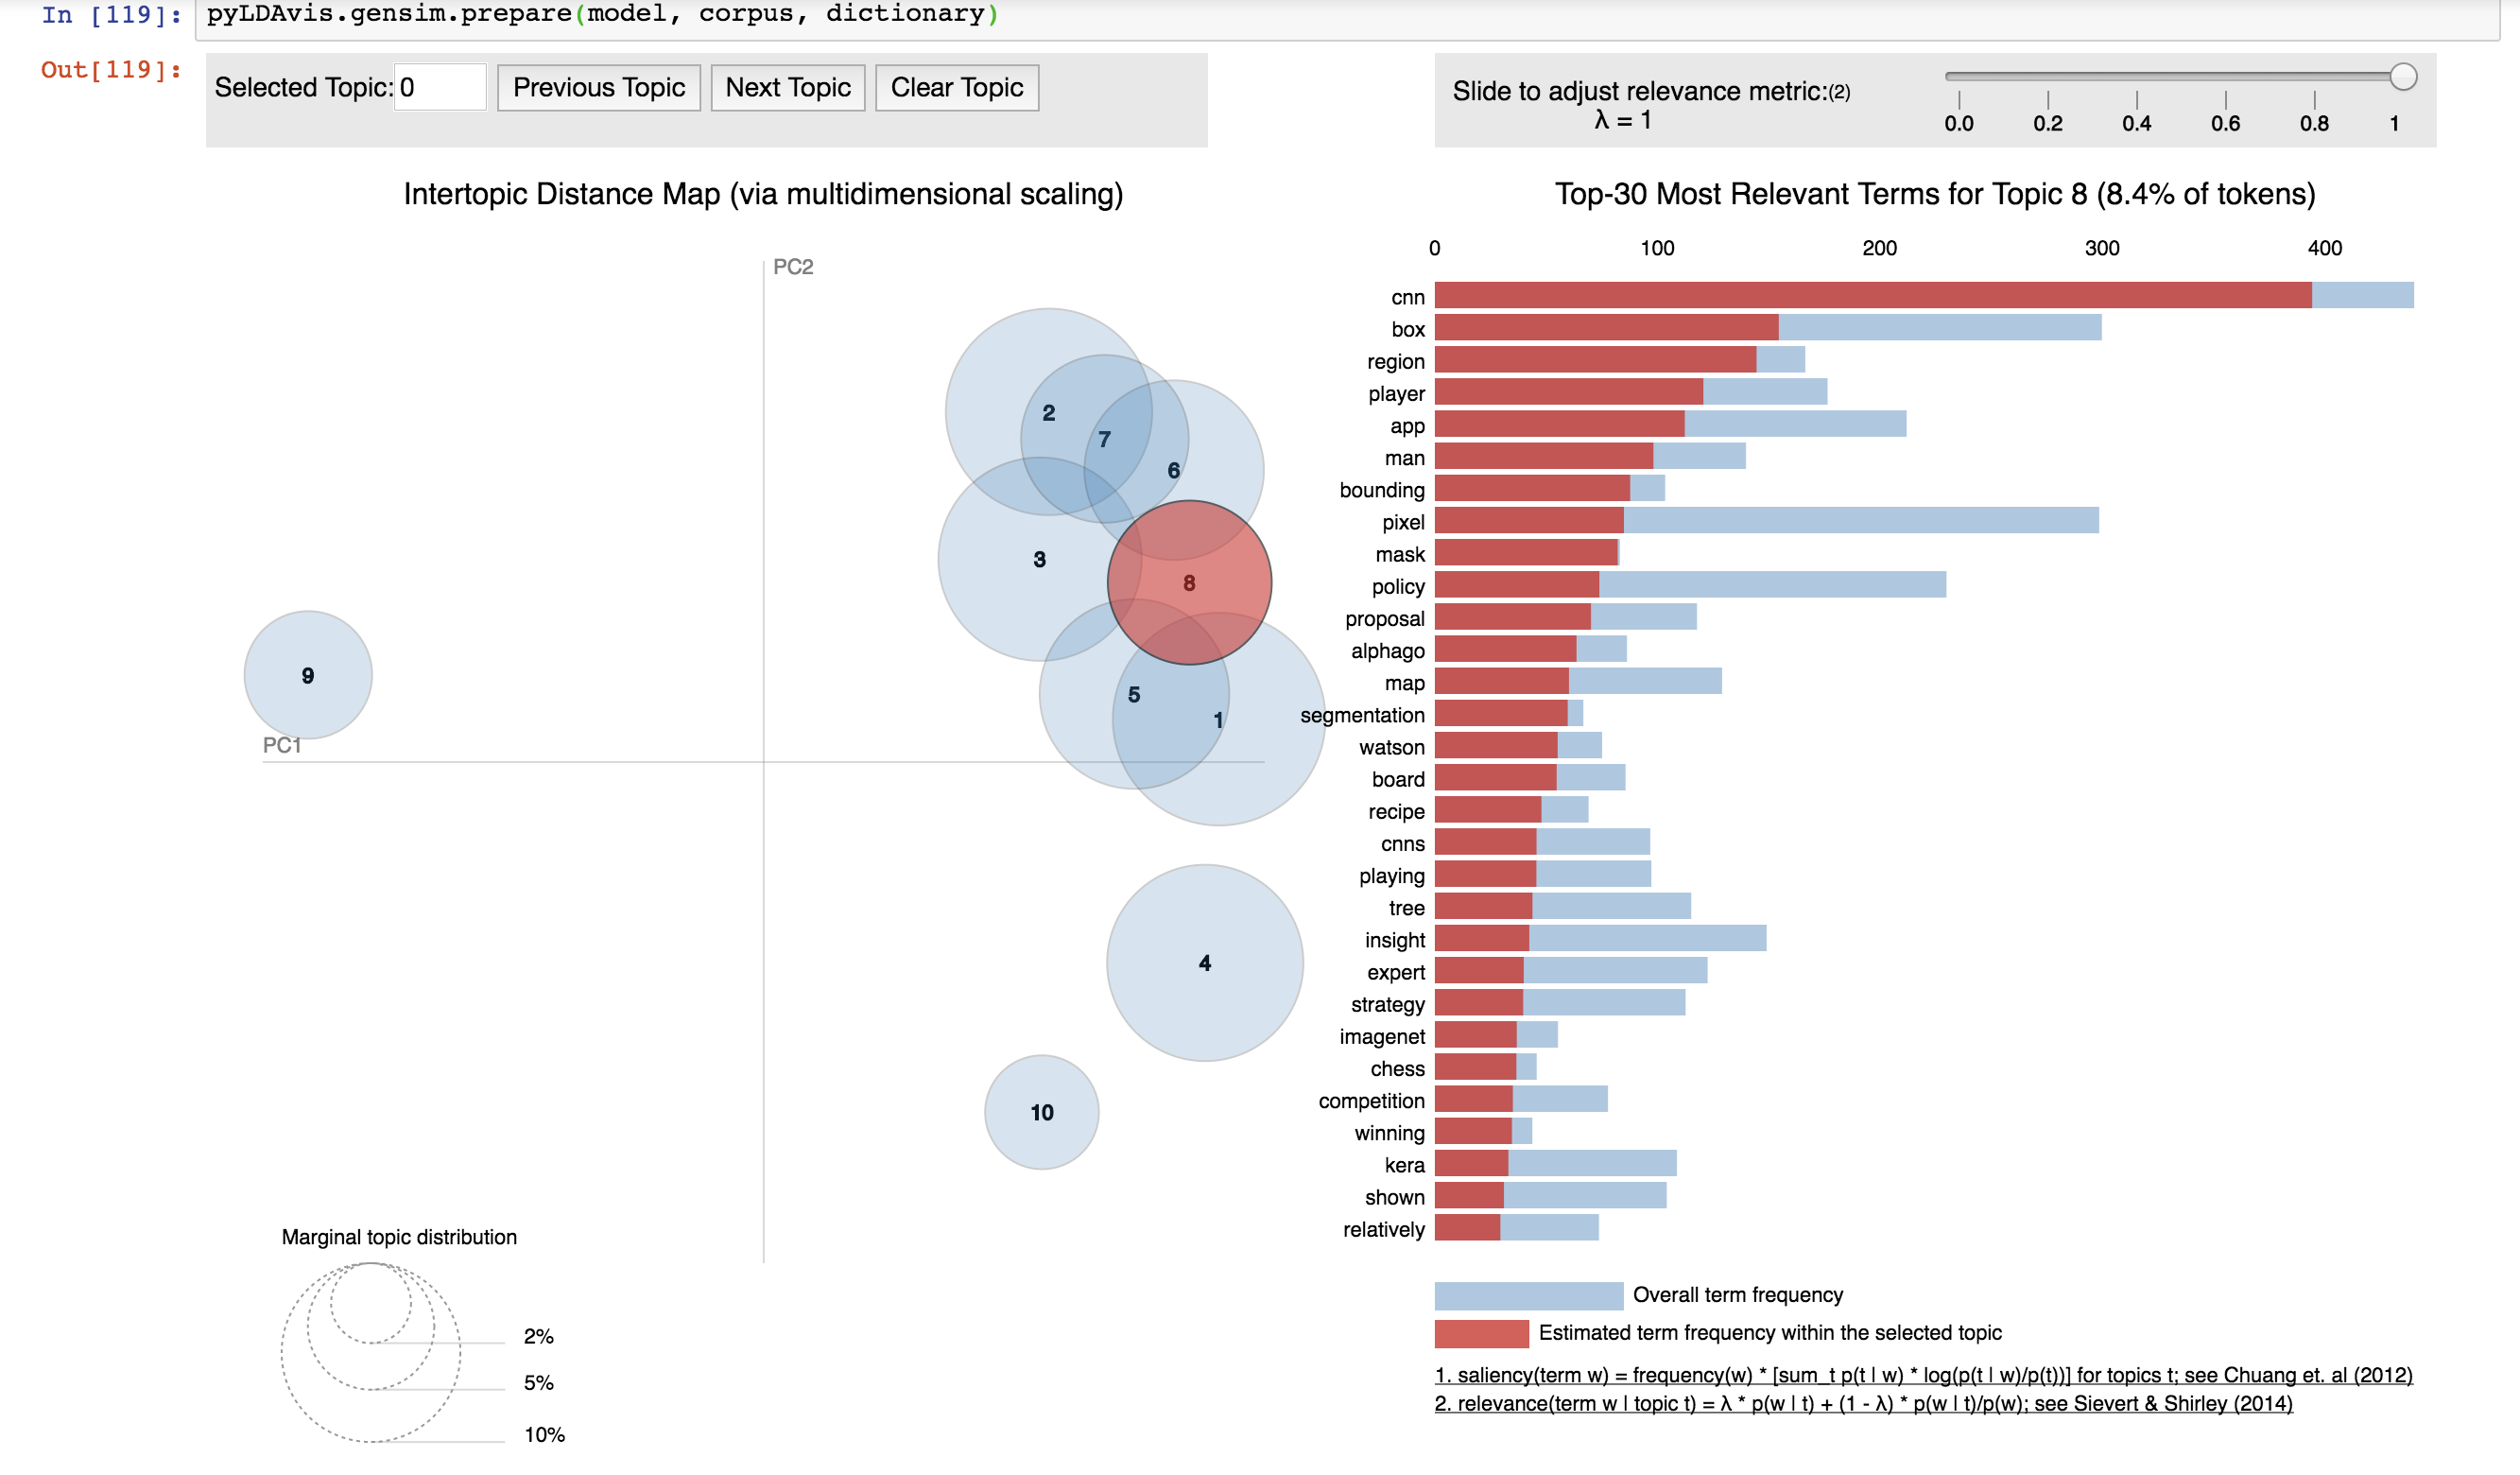 In [119]: pyLDAvis.gensim.prepare(model, corpus, dictionary)
Out[119]:
Selected Topic: 0 Previous Topic Next Topic Clear Topic
Slide to adjust relevance metric:(2)
λ = 1
0.0 0.2 0.4 0.6 0.8 1
Intertopic Distance Map (via multidimensional scaling)
PC2
2
7
6
3
8
9
5
1
PC1
4
10
Marginal topic distribution
2%
5%
10%
Top-30 Most Relevant Terms for Topic 8 (8.4% of tokens)
0 100 200 300 400
cnn
box
region
player
app
man
bounding
pixel
mask
policy
proposal
alphago
map
segmentation
watson
board
recipe
cnns
playing
tree
insight
expert
strategy
imagenet
chess
competition
winning
kera
shown
relatively
Overall term frequency
Estimated term frequency within the selected topic
1. saliency(term w) = frequency(w) * [sum_t p(t | w) * log(p(t | w)/p(t))] for topics t; see Chuang et. al (2012)
2. relevance(term w | topic t) = λ * p(w | t) + (1 - λ) * p(w | t)/p(w); see Sievert & Shirley (2014)